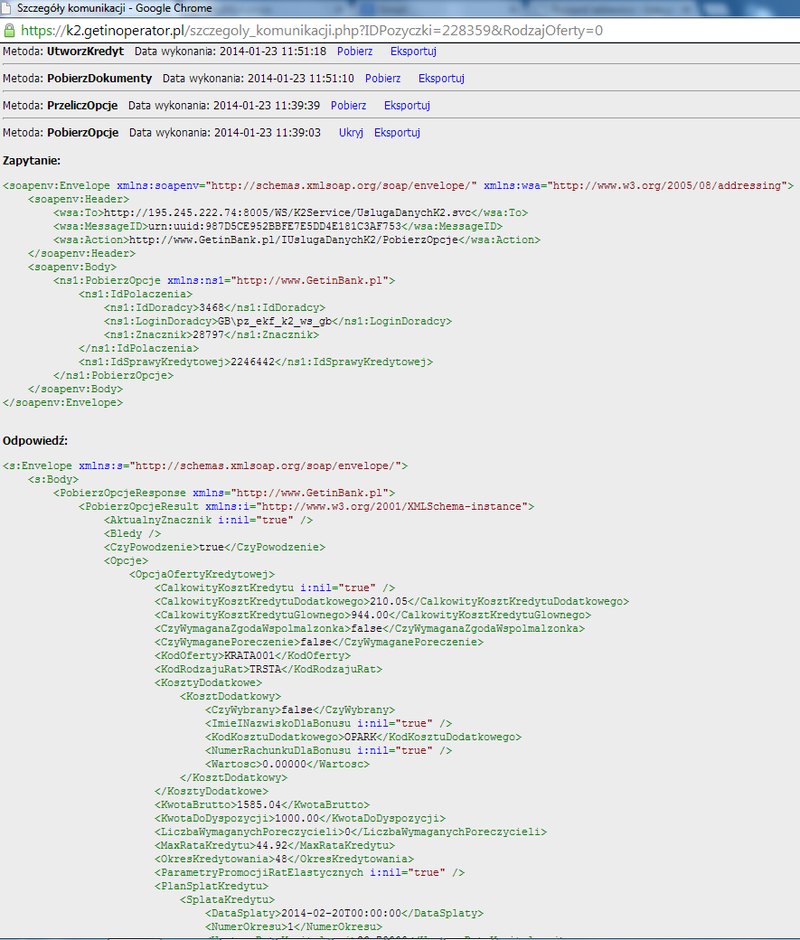 Szczegóły komunikacji - Google Chrome
https://k2.getinoperator.pl/szczegoly_komunikacji.php?IDPozyczki=228359&RodzajOferty=0
Metoda: UtworzKredyt Data wykonania: 2014-01-23 11:51:18 Pobierz Eksportuj
Metoda: PobierzDokumenty Data wykonania: 2014-01-23 11:51:10 Pobierz Eksportuj
Metoda: PrzeliczOpcje Data wykonania: 2014-01-23 11:39:39 Pobierz Eksportuj
Metoda: PobierzOpcje Data wykonania: 2014-01-23 11:39:03 Ukryj Eksportuj
Zapytanie:
<soapenv:Envelope xmlns:soapenv="http://schemas.xmlsoap.org/soap/envelope/" xmlns:wsa="http://www.w3.org/2005/08/addressing">
<soapenv:Header>
<wsa:To>http://195.245.222.74:8005/WS/K2Service/UslugaDanychK2.svc</wsa:To>
<wsa:MessageID>urn:uuid:987D5CE952BBFE7E5DD4E181C3AF753</wsa:MessageID>
<wsa:Action>http://www.GetinBank.pl/IUslugaDanychK2/PobierzOpcje</wsa:Action>
</soapenv:Header>
<soapenv:Body>
<ns1:PobierzOpcje xmlns:ns1="http://www.GetinBank.pl">
<ns1:IdPolaczenia>
<ns1:IdDoradcy>3468</ns1:IdDoradcy>
<ns1:LoginDoradcy>GB\pz_ekf_k2_ws_gb</ns1:LoginDoradcy>
<ns1:Znacznik>28797</ns1:Znacznik>
</ns1:IdPolaczenia>
<ns1:IdSprawyKredytowej>2246442</ns1:IdSprawyKredytowej>
</ns1:PobierzOpcje>
</soapenv:Body>
</soapenv:Envelope>
Odpowiedź:
<s:Envelope xmlns:s="http://schemas.xmlsoap.org/soap/envelope/">
<s:Body>
<PobierzOpcjeResponse xmlns="http://www.GetinBank.pl">
<PobierzOpcjeResult xmlns:i="http://www.w3.org/2001/XMLSchema-instance">
<AktualnyZnacznik i:nil="true" />
<Bledy />
<CzyPowodzenie>true</CzyPowodzenie>
<Opcje>
<OpcjaOfertyKredytowej>
<CalkowityKosztKredytu i:nil="true" />
<CalkowityKosztKredytuDodatkowego>210.05</CalkowityKosztKredytuDodatkowego>
<CalkowityKosztKredytuGlownego>944.00</CalkowityKosztKredytuGlownego>
<CzyWymaganaZgodaWspolmalzonka>false</CzyWymaganaZgodaWspolmalzonka>
<CzyWymaganePoreczenie>false</CzyWymaganePoreczenie>
<KodOferty>KRATA001</KodOferty>
<KodRodzajuRat>TRSTA</KodRodzajuRat>
<KosztyDodatkowe>
<KosztDodatkowy>
<CzyWybrany>false</CzyWybrany>
<ImieINazwiskoDlaBonusu i:nil="true" />
<KodKosztuDodatkowego>OPARK</KodKosztuDodatkowego>
<NumerRachunkuDlaBonusu i:nil="true" />
<Wartosc>0.00000</Wartosc>
</KosztDodatkowy>
</KosztyDodatkowe>
<KwotaBrutto>1585.04</KwotaBrutto>
<KwotaDoDyspozycji>1000.00</KwotaDoDyspozycji>
<LiczbaWymaganychPoreczycieli>0</LiczbaWymaganychPoreczycieli>
<MaxRataKredytu>44.92</MaxRataKredytu>
<OkresKredytowania>48</OkresKredytowania>
<ParametryPromocjiRatElastycznych i:nil="true" />
<PlanSplatKredytu>
<SplataKredytu>
<DataSplaty>2014-02-20T00:00:00</DataSplaty>
<NumerOkresu>1</NumerOkresu>